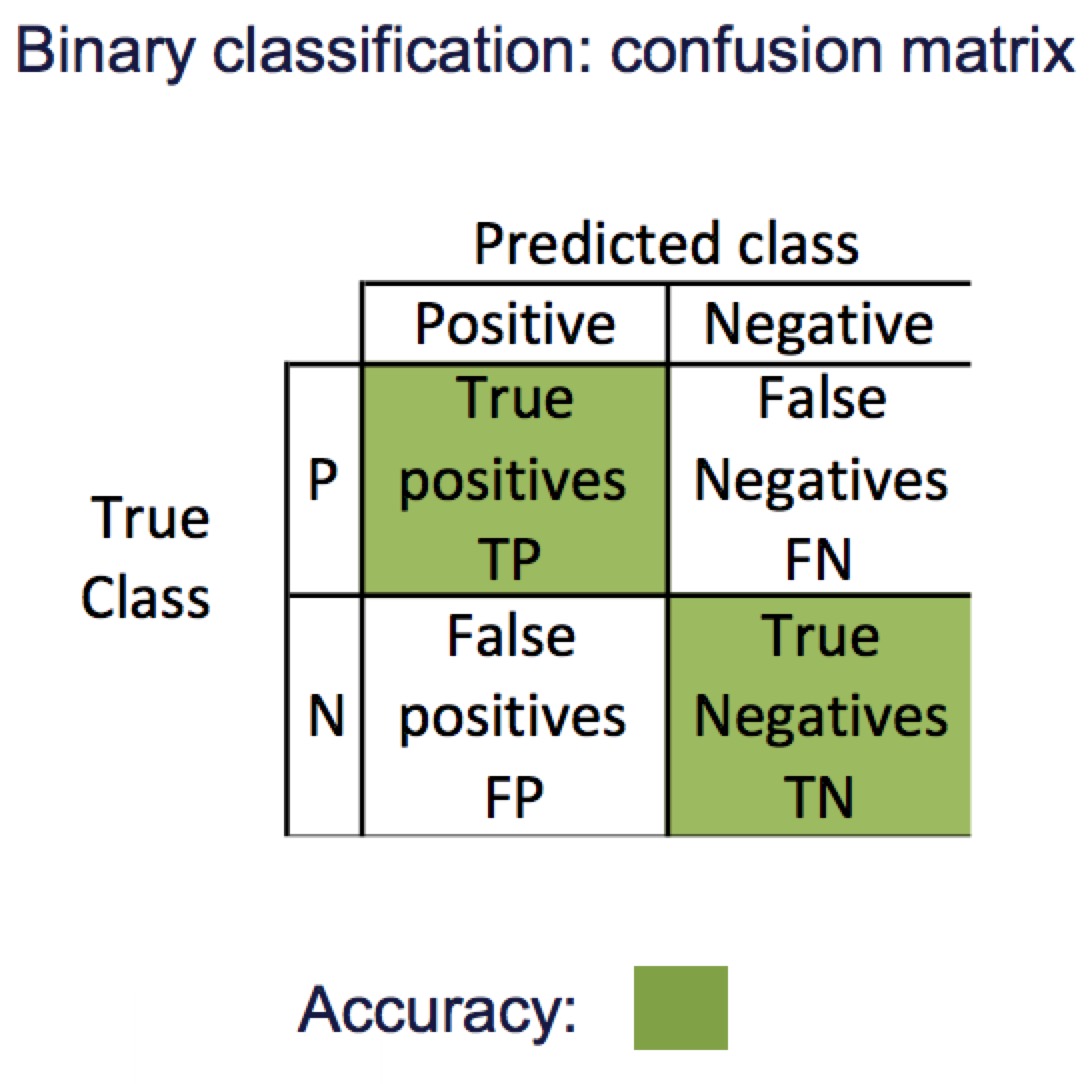 Binary classification: confusion matrix
Predicted class
Positive Negative
True
Class
P
True
positives
TP
False
Negatives
FN
N
False
positives
FP
True
Negatives
TN
Accuracy: